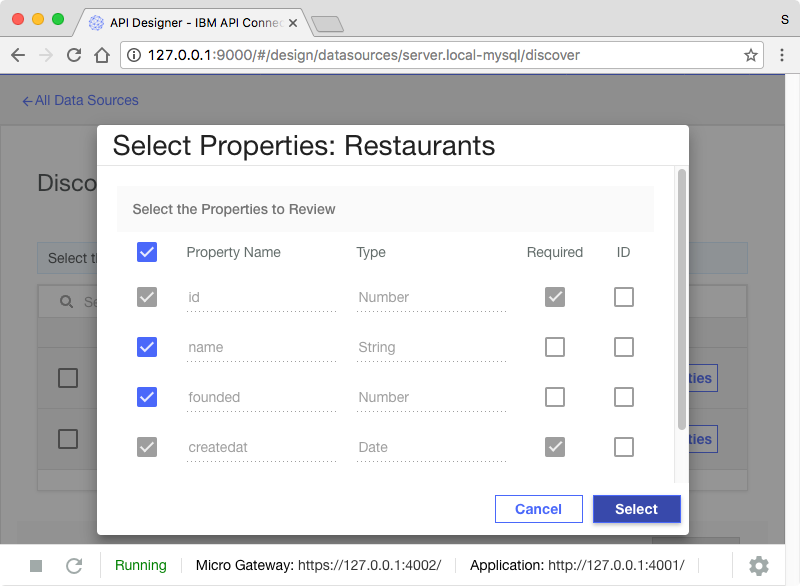 API Designer - IBM API Connec
S
127.0.0.1:9000/#/design/datasources/server.local-mysql/discover
All Data Sources
Select Properties: Restaurants
Disco
Select the Properties to Review
Select t
Property Name Type Required ID
id Number
name String
founded Number
ties
createdat Date
ties
Cancel Select
Running Micro Gateway: https://127.0.0.1:4002/ Application: http://127.0.0.1:4001/